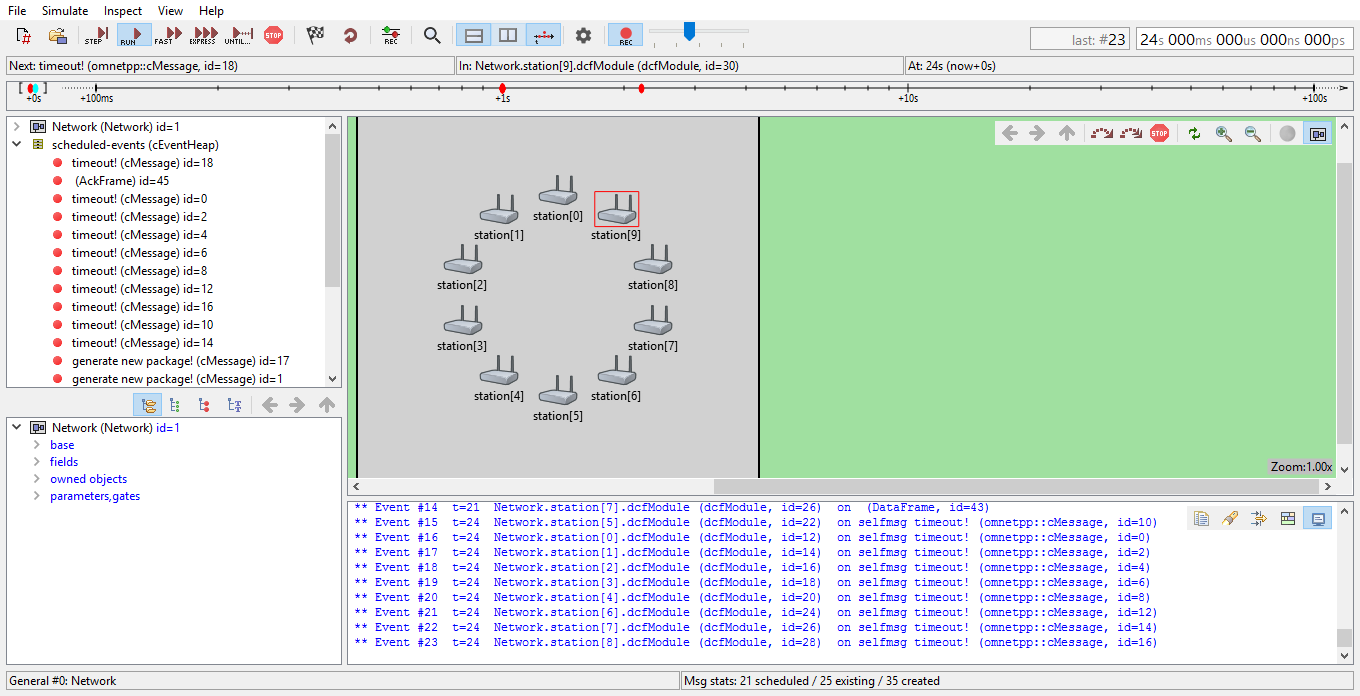 File Simulate Inspect View Help
STEP RUN FAST EXPRESS UNTIL... STOP REC REC last: #23 24s 000ms 000us 000ns 000ps
Next: timeout! (omnetpp::cMessage, id=18) In: Network.station[9].dcfModule (dcfModule, id=30) At: 24s (now+0s)
[ ]
+0s +100ms +1s +10s +100s
Network (Network) id=1
scheduled-events (cEventHeap)
timeout! (cMessage) id=18
(AckFrame) id=45
timeout! (cMessage) id=0
timeout! (cMessage) id=2
timeout! (cMessage) id=4
timeout! (cMessage) id=6
timeout! (cMessage) id=8
timeout! (cMessage) id=12
timeout! (cMessage) id=16
timeout! (cMessage) id=10
timeout! (cMessage) id=14
generate new package! (cMessage) id=17
generate new package! (cMessage) id=1
Network (Network) id=1
base
fields
owned objects
parameters,gates
STOP
station[0]
station[1] station[9]
station[2] station[8]
station[3] station[7]
station[4] station[6]
station[5]
Zoom:1.00x
** Event #14 t=21 Network.station[7].dcfModule (dcfModule, id=26) on (DataFrame, id=43)
** Event #15 t=24 Network.station[5].dcfModule (dcfModule, id=22) on selfmsg timeout! (omnetpp::cMessage, id=10)
** Event #16 t=24 Network.station[0].dcfModule (dcfModule, id=12) on selfmsg timeout! (omnetpp::cMessage, id=0)
** Event #17 t=24 Network.station[1].dcfModule (dcfModule, id=14) on selfmsg timeout! (omnetpp::cMessage, id=2)
** Event #18 t=24 Network.station[2].dcfModule (dcfModule, id=16) on selfmsg timeout! (omnetpp::cMessage, id=4)
** Event #19 t=24 Network.station[3].dcfModule (dcfModule, id=18) on selfmsg timeout! (omnetpp::cMessage, id=6)
** Event #20 t=24 Network.station[4].dcfModule (dcfModule, id=20) on selfmsg timeout! (omnetpp::cMessage, id=8)
** Event #21 t=24 Network.station[6].dcfModule (dcfModule, id=24) on selfmsg timeout! (omnetpp::cMessage, id=12)
** Event #22 t=24 Network.station[7].dcfModule (dcfModule, id=26) on selfmsg timeout! (omnetpp::cMessage, id=14)
** Event #23 t=24 Network.station[8].dcfModule (dcfModule, id=28) on selfmsg timeout! (omnetpp::cMessage, id=16)
General #0: Network Msg stats: 21 scheduled / 25 existing / 35 created